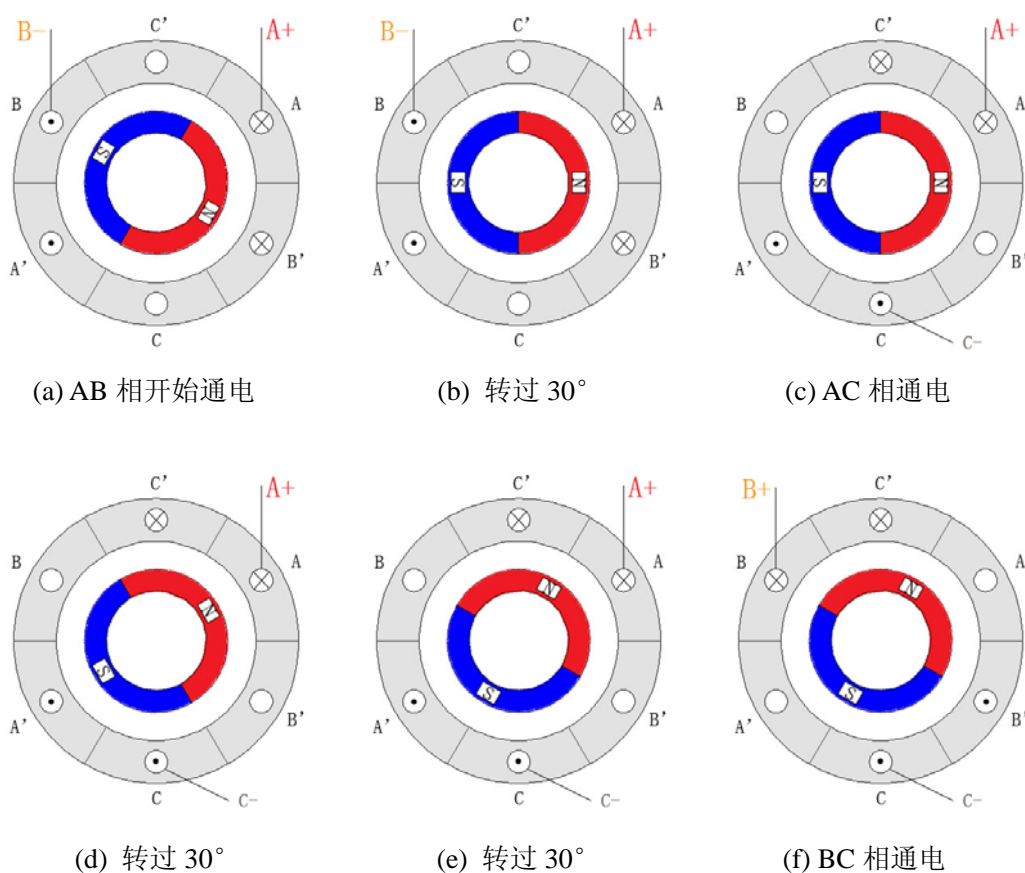 B- C' A+
B A
S
N
A' B'
C
(a) AB 相开始通电
B- C' A+
B A
S N
A' B'
C
(b) 转过 30°
C' A+
B A
S N
A' B'
C C-
(c) AC 相通电
C' A+
B A
N
S
A' B'
C C-
(d) 转过 30°
C' A+
B A
N
S
A' B'
C C-
(e) 转过 30°
B+ C'
B A
N
S
A' B'
C C-
(f) BC 相通电